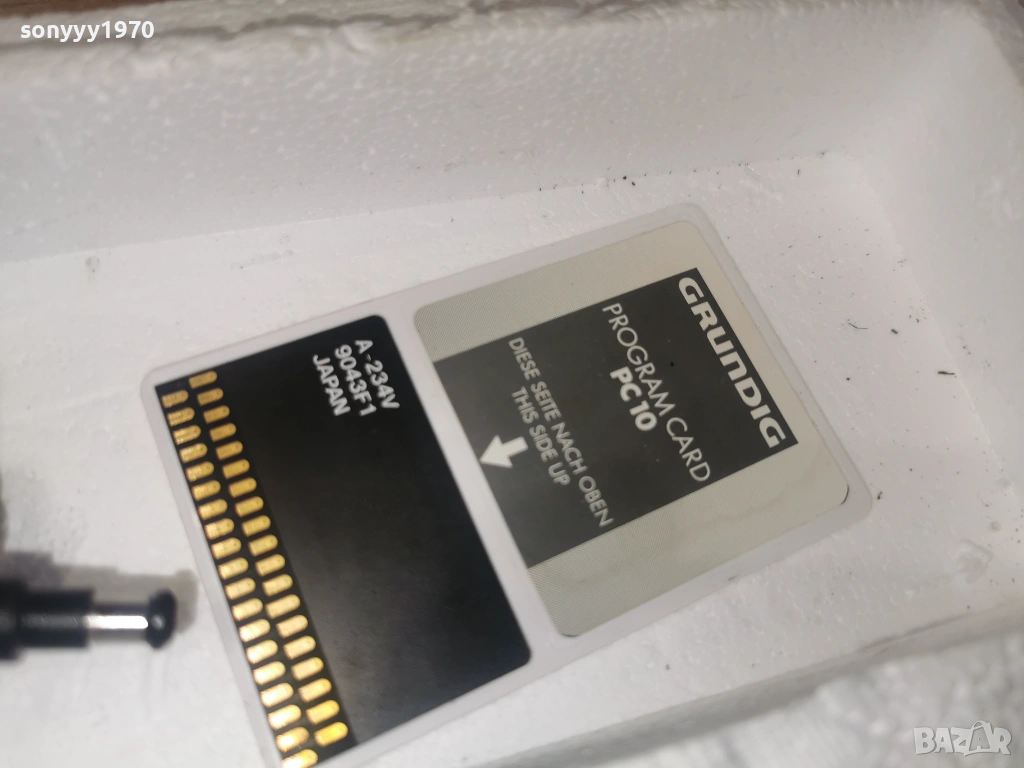 sonyyy1970
GRUNDIG
PROGRAM CARD
PC 10
DIESE SEITE NACH OBEN
THIS SIDE UP
A-234V
9043F1
JAPAN
BAZAR